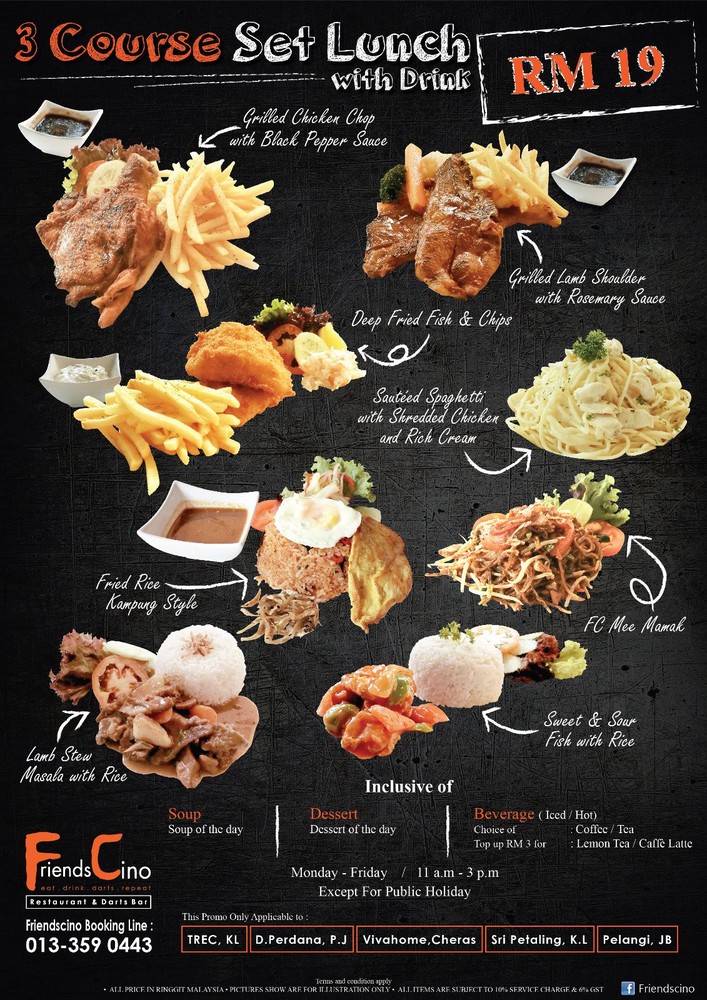 3 Course Set Lunch
with Drink
RM 19
Grilled Chicken Chop
with Black Pepper Sauce
Grilled Lamb Shoulder
with Rosemary Sauce
Deep Fried Fish & Chips
Sautéed Spaghetti
with Shredded Chicken
and Rich Cream
Fried Rice
Kampung Style
FC Mee Mamak
Lamb Stew
Masala with Rice
Sweet & Sour
Fish with Rice
Inclusive of
Soup
Soup of the day
Dessert
Dessert of the day
Beverage ( Iced / Hot)
Choice of : Coffee / Tea
Top up RM 3 for : Lemon Tea / Caffè Latte
Monday - Friday / 11 a.m - 3 p.m
Except For Public Holiday
FriendsCino
eat . drink . darts . repeat
Restaurant & Darts Bar
Friendscino Booking Line :
013-359 0443
This Promo Only Applicable to :
TREC, KL
D.Perdana, P.J
Vivahome,Cheras
Sri Petaling, K.L
Pelangi, JB
Terms and condition apply
• ALL PRICE IN RINGGIT MALAYSIA • PICTURES SHOW ARE FOR ILLUSTRATION ONLY • ALL ITEMS ARE SUBJECT TO 10% SERVICE CHARGE & 6% GST
f Friendscino